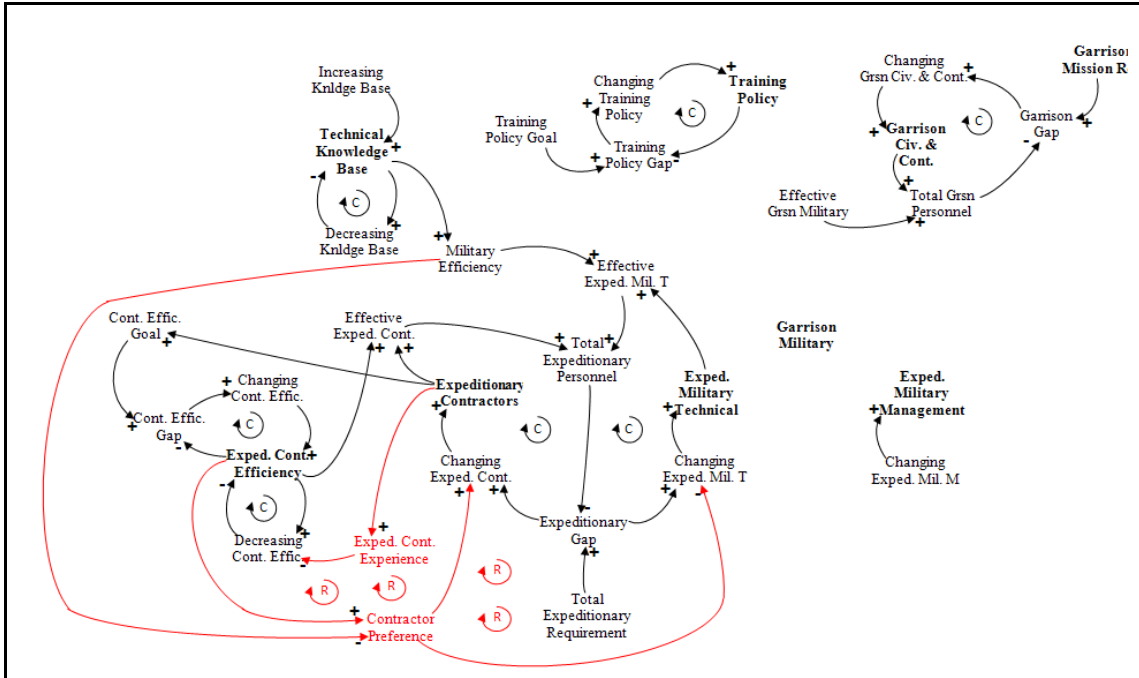 Increasing
Knldge Base
Technical
Knowledge
Base
Decreasing
Knldge Base
C
Changing
Training
Policy
Training
Policy
Training
Policy Goal
Training
Policy Gap
C
Changing
Grsn Civ. & Cont.
Garrison
Mission R
Garrison
Civ. &
Cont.
C
Garrison
Gap
Effective
Grsn Military
Total Grsn
Personnel
Military
Efficiency
Effective
Exped. Mil. T
Cont. Effic.
Goal
Effective
Exped. Cont.
Total
Expeditionary
Personnel
Garrison
Military
Changing
Cont. Effic.
Expeditionary
Contractors
Exped.
Military
Technical
Exped.
Military
Management
Cont. Effic.
Gap
C
C
C
Exped. Cont.
Efficiency
Changing
Exped. Cont.
Changing
Exped. Mil. T
Changing
Exped. Mil. M
C
Decreasing
Cont. Effic.
Exped. Cont.
Experience
Expeditionary
Gap
R
R
R
R
Contractor
Preference
Total
Expeditionary
Requirement